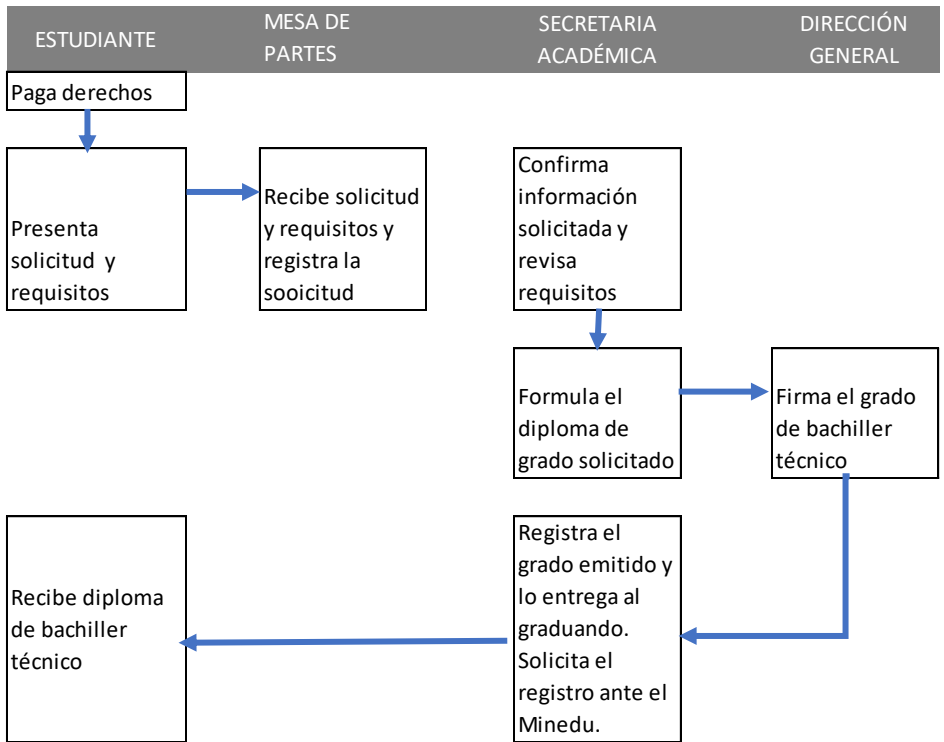 ESTUDIANTE
MESA DE
PARTES
SECRETARIA
ACADÉMICA
DIRECCIÓN
GENERAL
Paga derechos
Presenta
solicitud y
requisitos
Recibe solicitud
y requisitos y
registra la
sooicitud
Confirma
información
solicitada y
revisa
requisitos
Formula el
diploma de
grado solicitado
Firma el grado
de bachiller
técnico
Recibe diploma
de bachiller
técnico
Registra el
grado emitido y
lo entrega al
graduando.
Solicita el
registro ante el
Minedu.